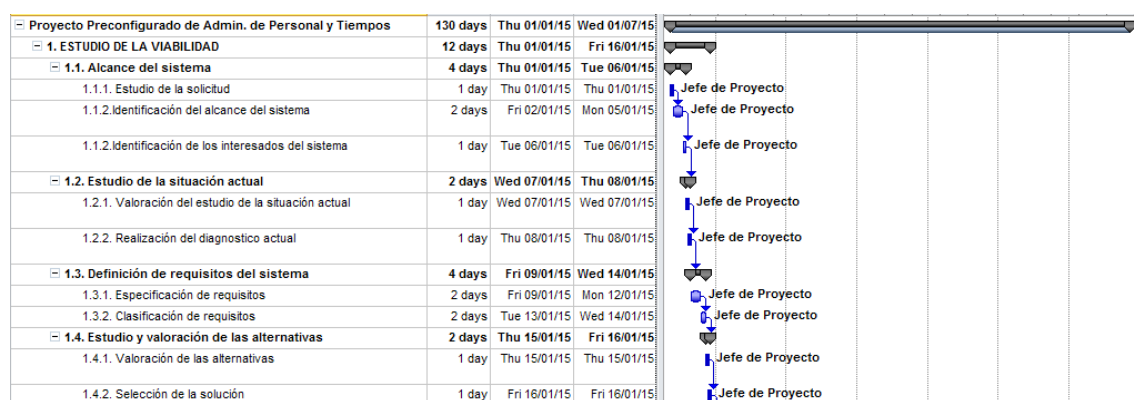 Proyecto Preconfigurado de Admin. de Personal y Tiempos 130 days Thu 01/01/15 Wed 01/07/15
1. ESTUDIO DE LA VIABILIDAD 12 days Thu 01/01/15 Fri 16/01/15
1.1. Alcance del sistema 4 days Thu 01/01/15 Tue 06/01/15
1.1.1. Estudio de la solicitud 1 day Thu 01/01/15 Thu 01/01/15 Jefe de Proyecto
1.1.2.Identificación del alcance del sistema 2 days Fri 02/01/15 Mon 05/01/15 Jefe de Proyecto
1.1.2.Identificación de los interesados del sistema 1 day Tue 06/01/15 Tue 06/01/15 Jefe de Proyecto
1.2. Estudio de la situación actual 2 days Wed 07/01/15 Thu 08/01/15
1.2.1. Valoración del estudio de la situación actual 1 day Wed 07/01/15 Wed 07/01/15 Jefe de Proyecto
1.2.2. Realización del diagnostico actual 1 day Thu 08/01/15 Thu 08/01/15 Jefe de Proyecto
1.3. Definición de requisitos del sistema 4 days Fri 09/01/15 Wed 14/01/15
1.3.1. Especificación de requisitos 2 days Fri 09/01/15 Mon 12/01/15 Jefe de Proyecto
1.3.2. Clasificación de requisitos 2 days Tue 13/01/15 Wed 14/01/15 Jefe de Proyecto
1.4. Estudio y valoración de las alternativas 2 days Thu 15/01/15 Fri 16/01/15
1.4.1. Valoración de las alternativas 1 day Thu 15/01/15 Thu 15/01/15 Jefe de Proyecto
1.4.2. Selección de la solución 1 day Fri 16/01/15 Fri 16/01/15 Jefe de Proyecto